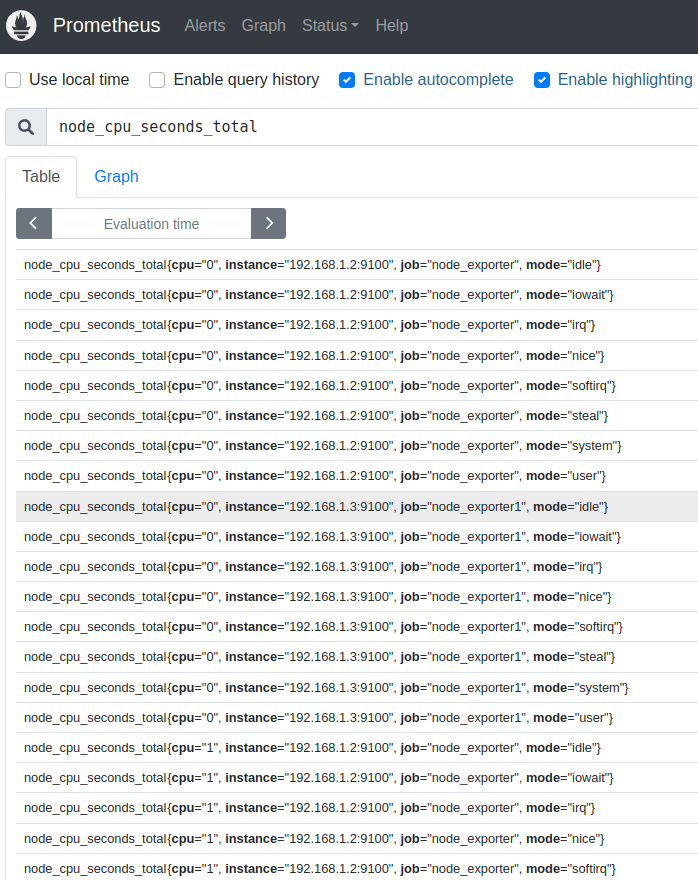 Prometheus Alerts Graph Status Help
Use local time Enable query history Enable autocomplete Enable highlighting
node_cpu_seconds_total
Table Graph
Evaluation time
node_cpu_seconds_total{cpu="0", instance="192.168.1.2:9100", job="node_exporter", mode="idle"}
node_cpu_seconds_total{cpu="0", instance="192.168.1.2:9100", job="node_exporter", mode="iowait"}
node_cpu_seconds_total{cpu="0", instance="192.168.1.2:9100", job="node_exporter", mode="irq"}
node_cpu_seconds_total{cpu="0", instance="192.168.1.2:9100", job="node_exporter", mode="nice"}
node_cpu_seconds_total{cpu="0", instance="192.168.1.2:9100", job="node_exporter", mode="softirq"}
node_cpu_seconds_total{cpu="0", instance="192.168.1.2:9100", job="node_exporter", mode="steal"}
node_cpu_seconds_total{cpu="0", instance="192.168.1.2:9100", job="node_exporter", mode="system"}
node_cpu_seconds_total{cpu="0", instance="192.168.1.2:9100", job="node_exporter", mode="user"}
node_cpu_seconds_total{cpu="0", instance="192.168.1.3:9100", job="node_exporter1", mode="idle"}
node_cpu_seconds_total{cpu="0", instance="192.168.1.3:9100", job="node_exporter1", mode="iowait"}
node_cpu_seconds_total{cpu="0", instance="192.168.1.3:9100", job="node_exporter1", mode="irq"}
node_cpu_seconds_total{cpu="0", instance="192.168.1.3:9100", job="node_exporter1", mode="nice"}
node_cpu_seconds_total{cpu="0", instance="192.168.1.3:9100", job="node_exporter1", mode="softirq"}
node_cpu_seconds_total{cpu="0", instance="192.168.1.3:9100", job="node_exporter1", mode="steal"}
node_cpu_seconds_total{cpu="0", instance="192.168.1.3:9100", job="node_exporter1", mode="system"}
node_cpu_seconds_total{cpu="0", instance="192.168.1.3:9100", job="node_exporter1", mode="user"}
node_cpu_seconds_total{cpu="1", instance="192.168.1.2:9100", job="node_exporter", mode="idle"}
node_cpu_seconds_total{cpu="1", instance="192.168.1.2:9100", job="node_exporter", mode="iowait"}
node_cpu_seconds_total{cpu="1", instance="192.168.1.2:9100", job="node_exporter", mode="irq"}
node_cpu_seconds_total{cpu="1", instance="192.168.1.2:9100", job="node_exporter", mode="nice"}
node_cpu_seconds_total{cpu="1", instance="192.168.1.2:9100", job="node_exporter", mode="softirq"}